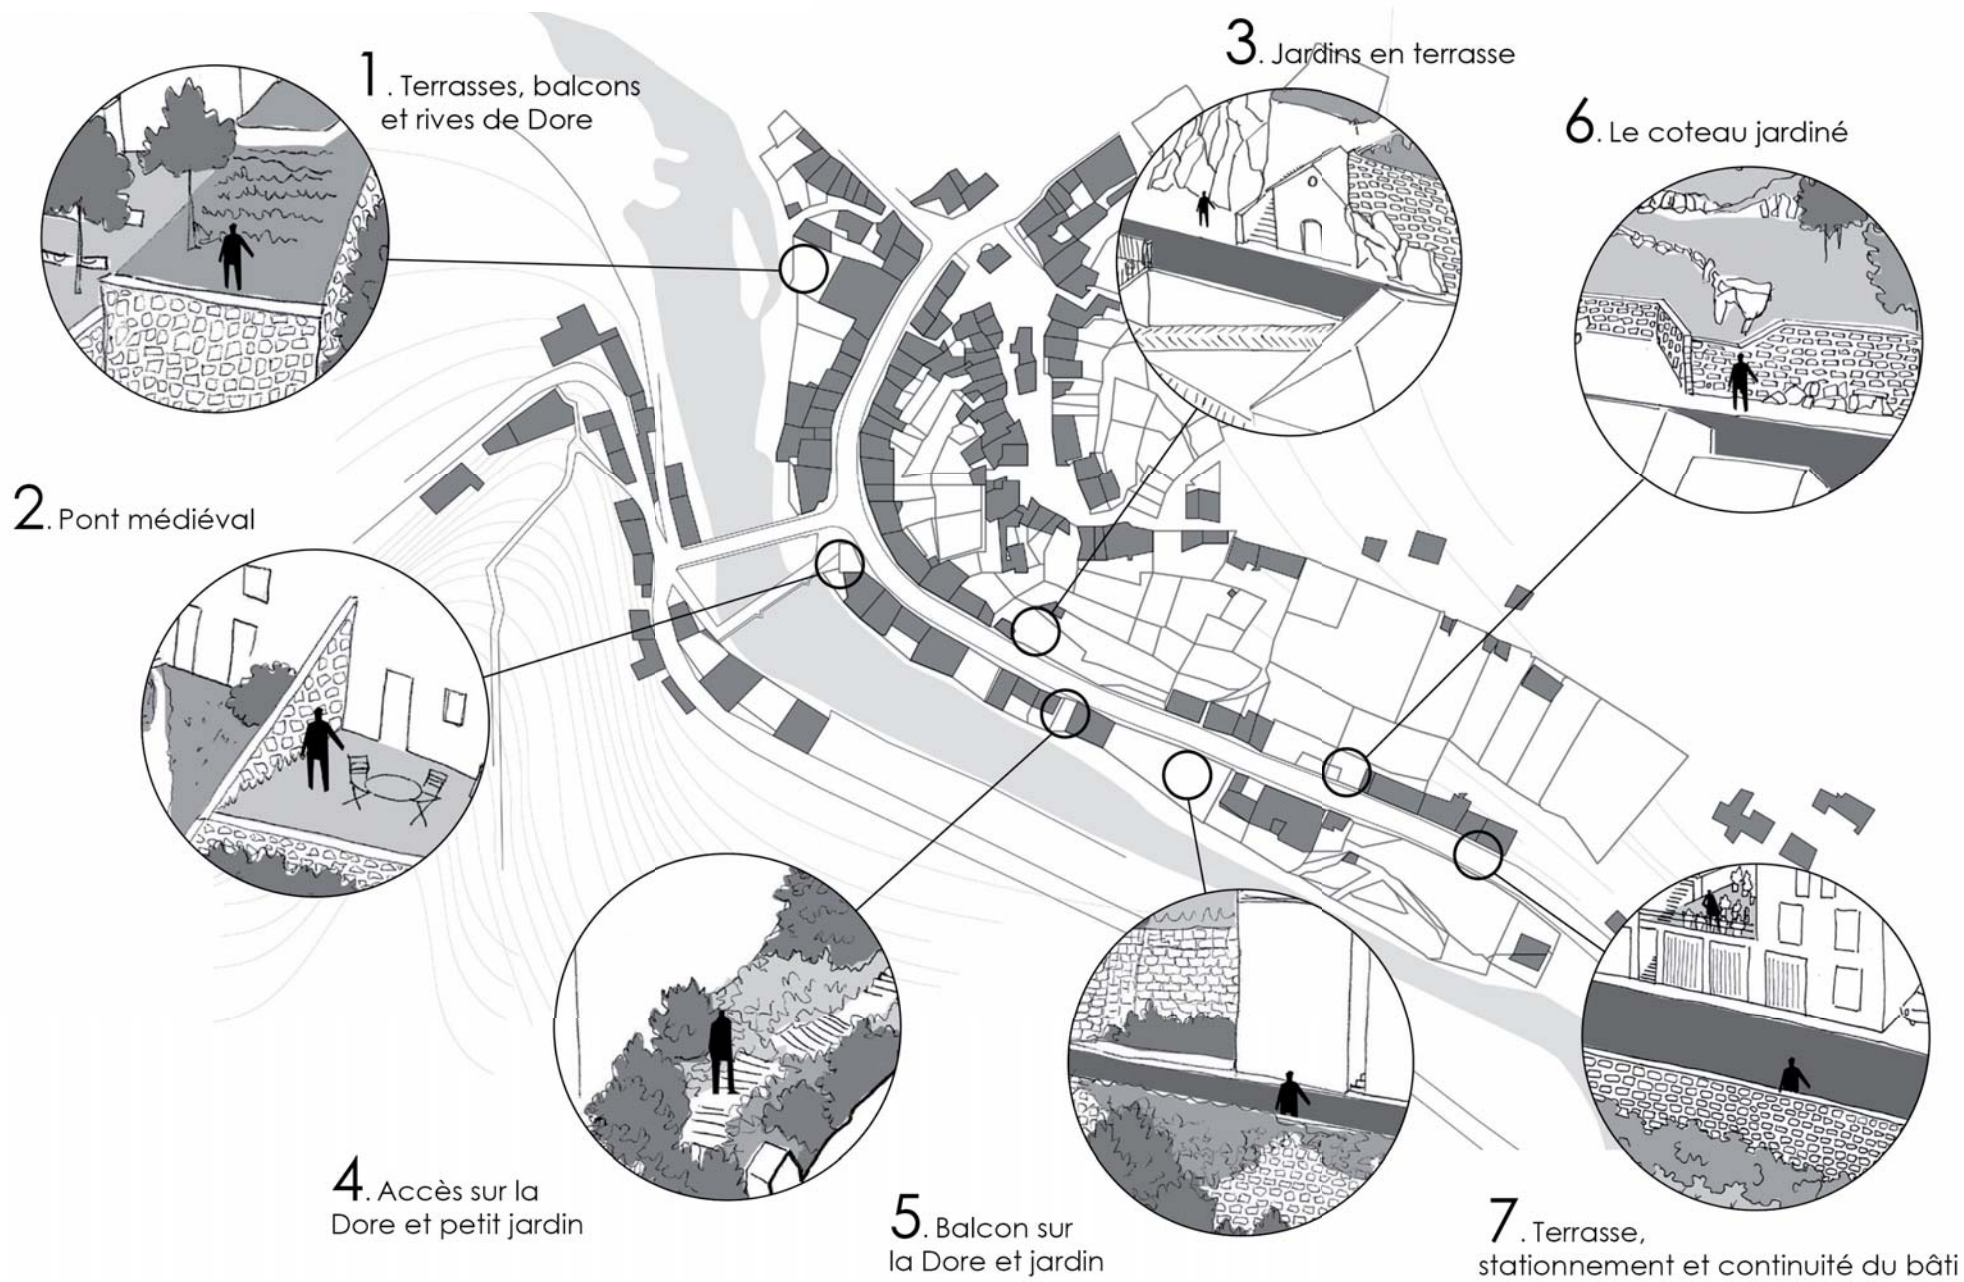 1. Terrasses, balcons
et rives de Dore
2. Pont médiéval
3. Jardins en terrasse
4. Accès sur la
Dore et petit jardin
5. Balcon sur
la Dore et jardin
6. Le coteau jardiné
7. Terrasse,
stationnement et continuité du bâti